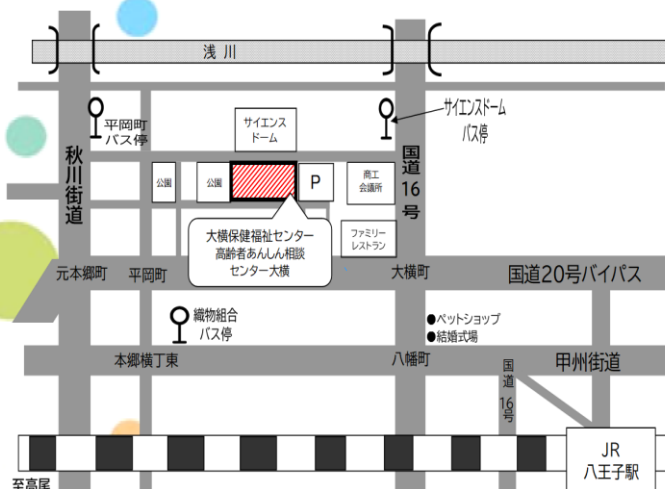 浅川
平岡町
バス停
サイエンス
ドーム
サイエンスドーム
バス停
秋川街道
国道16号
公園
公園
P
商工
会議所
大横保健福祉センター
高齢者あんしん相談
センター大横
ファミリー
レストラン
元本郷町
平岡町
大横町
国道20号バイパス
織物組合
バス停
●ペットショップ
●結婚式場
本郷横丁東
八幡町
国道16号
甲州街道
JR
八王子駅
至高尾